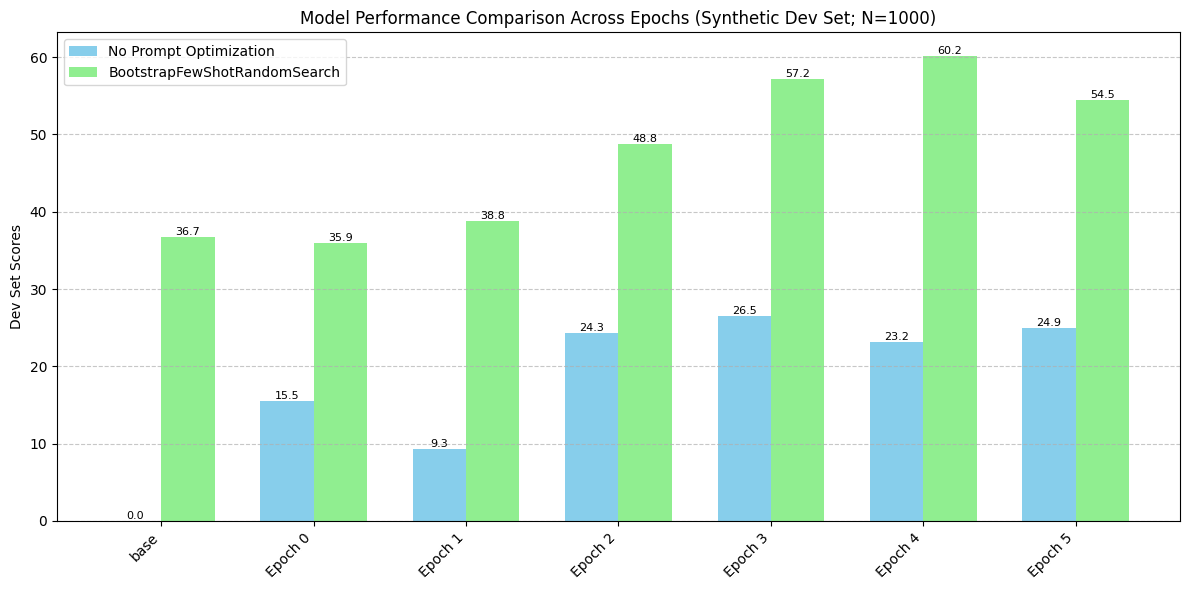 Model Performance Comparison Across Epochs (Synthetic Dev Set; N=1000)
No Prompt Optimization
BootstrapFewShotRandomSearch
Dev Set Scores
60
50
40
30
20
10
0
0.0
36.7
15.5
35.9
9.3
38.8
24.3
48.8
26.5
57.2
23.2
60.2
24.9
54.5
base
Epoch 0
Epoch 1
Epoch 2
Epoch 3
Epoch 4
Epoch 5